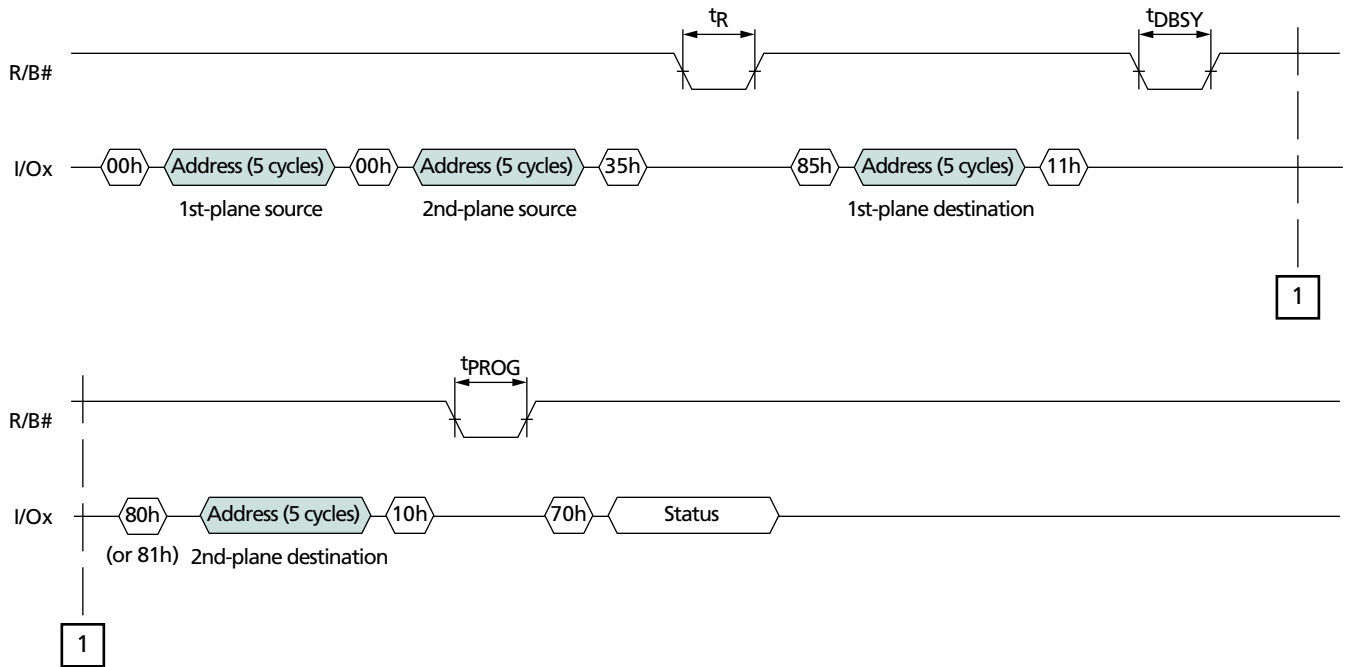 tR
tDBSY
R/B#
I/Ox
00h
Address (5 cycles)
00h
Address (5 cycles)
35h
85h
Address (5 cycles)
11h
1st-plane source
2nd-plane source
1st-plane destination
1
tPROG
R/B#
I/Ox
80h
Address (5 cycles)
10h
70h
Status
(or 81h)
2nd-plane destination
1